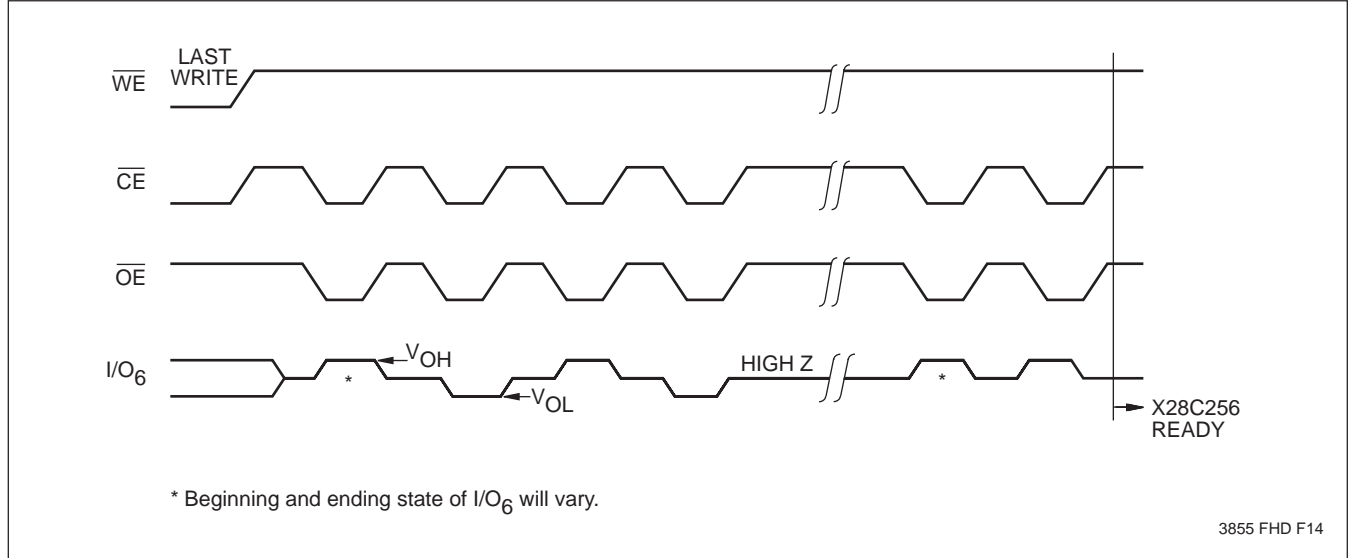 LAST
WRITE
WE
CE
OE
I/O6
VOH
VOL
HIGH Z
*
*
X28C256
READY
* Beginning and ending state of I/O6 will vary.
3855 FHD F14